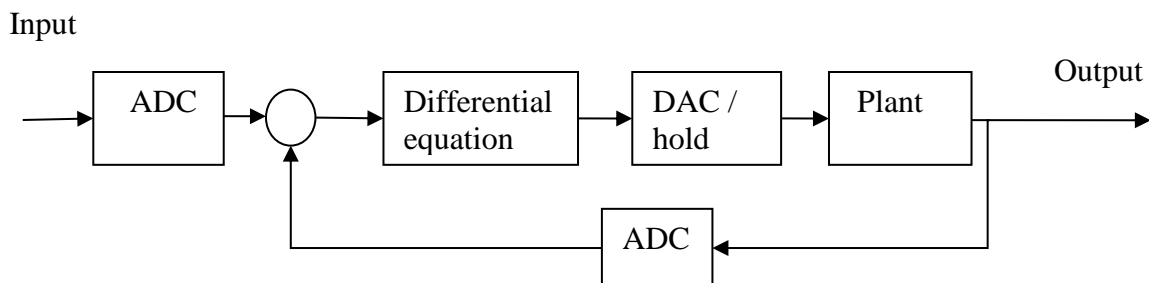 Input
Output
ADC
Differential
equation
DAC /
hold
Plant
ADC